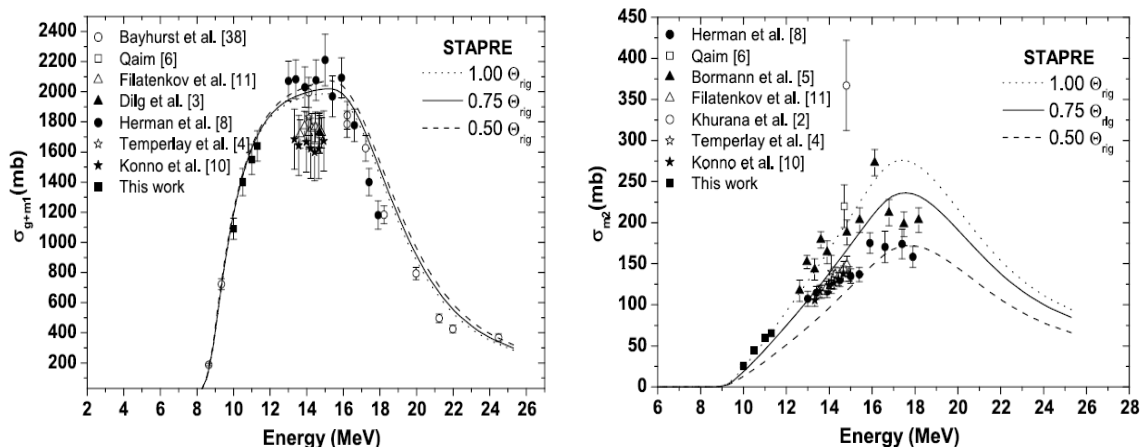 2400
2200
2000
1800
1600
1400
1200
1000
800
600
400
200
σg+m1(mb)
Bayhurst et al. [38]
Qaim [6]
Filatenkov et al. [11]
Dilg et al. [3]
Herman et al. [8]
Temperlay et al. [4]
Konno et al. [10]
This work
STAPRE
1.00 Θrig
0.75 Θrig
0.50 Θrig
2 4 6 8 10 12 14 16 18 20 22 24 26
Energy (MeV)
450
400
350
300
250
200
150
100
50
0
σm2(mb)
Herman et al. [8]
Qaim [6]
Bormann et al. [5]
Filatenkov et al. [11]
Khurana et al. [2]
Temperlay et al. [4]
Konno et al. [10]
This work
STAPRE
1.00 Θrig
0.75 Θrig
0.50 Θrig
6 8 10 12 14 16 18 20 22 24 26 28
Energy (MeV)